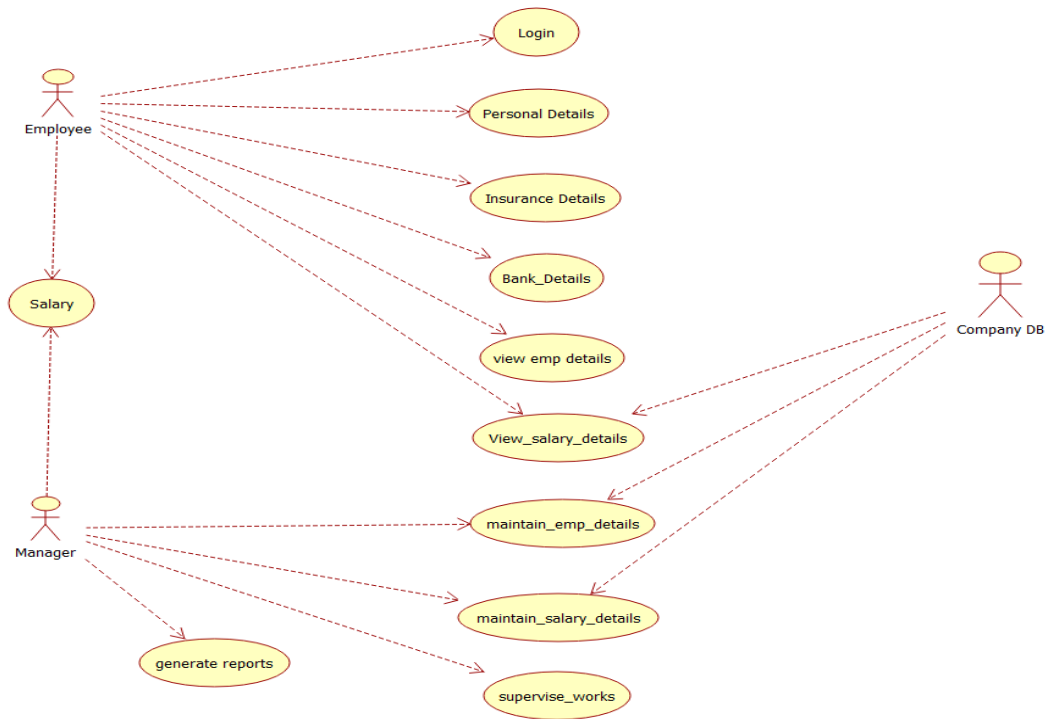 Login
Employee
Personal Details
Insurance Details
Bank_Details
Salary
Company DB
view emp details
View_salary_details
maintain_emp_details
Manager
maintain_salary_details
generate reports
supervise_works